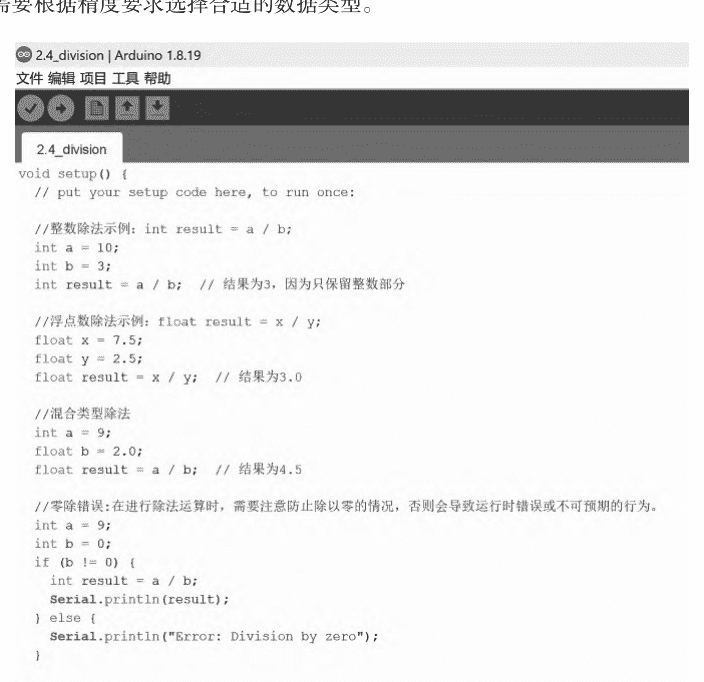 需要根据精度要求选择合适的数据类型。
2.4_division | Arduino 1.8.19
文件 编辑 项目 工具 帮助
2.4_division
void setup() {
  // put your setup code here, to run once:

  //整数除法示例: int result = a / b;
  int a = 10;
  int b = 3;
  int result = a / b;  // 结果为3，因为只保留整数部分

  //浮点数除法示例: float result = x / y;
  float x = 7.5;
  float y = 2.5;
  float result = x / y;  // 结果为3.0

  //混合类型除法
  int a = 9;
  float b = 2.0;
  float result = a / b;  // 结果为4.5

  //零除错误:在进行除法运算时，需要注意防止除以零的情况，否则会导致运行时错误或不可预期的行为。
  int a = 9;
  int b = 0;
  if (b != 0) {
    int result = a / b;
    Serial.println(result);
  } else {
    Serial.println("Error: Division by zero");
  }